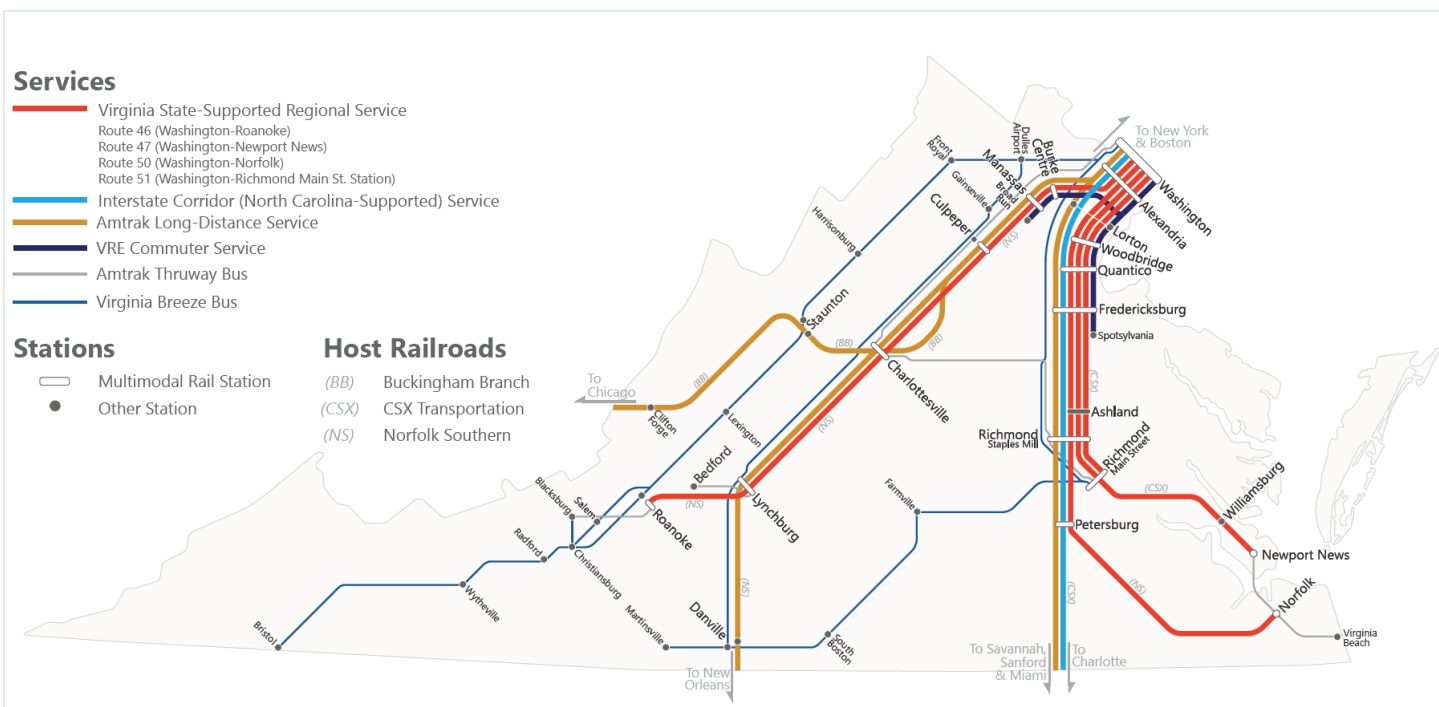 Services
Virginia State-Supported Regional Service
Route 46 (Washington-Roanoke)
Route 47 (Washington-Newport News)
Route 50 (Washington-Norfolk)
Route 51 (Washington-Richmond Main St. Station)
Interstate Corridor (North Carolina-Supported) Service
Amtrak Long-Distance Service
VRE Commuter Service
Amtrak Thruway Bus
Virginia Breeze Bus
Stations
Multimodal Rail Station
Other Station
Host Railroads
(BB) Buckingham Branch
(CSX) CSX Transportation
(NS) Norfolk Southern
To New York
& Boston
Washington
Alexandria
Lorton
Woodbridge
Quantico
Fredericksburg
Spotsylvania
(CSX)
Ashland
Richmond
Staples Mill
Richmond
Main Street
(CSX)
Williamsburg
Newport News
Norfolk
Virginia
Beach
Petersburg
(NS)
(CSX)
To Savannah,
Sanford
& Miami
To
Charlotte
Burke
Centre
Dulles
Airport
Manassas
Broad
Run
Gainseville
Culpeper
(NS)
Front
Royal
Harrisonburg
Staunton
(BB)
(BB)
(BB)
Charlottesville
(NS)
To
Chicago
Clifton
Forge
Lexington
Bedford
(NS)
Lynchburg
Roanoke
Salem
Blacksburg
Christiansburg
Radford
Wytheville
Bristol
Martinsville
Danville
(NS)
To New
Orleans
South
Boston
Farmville